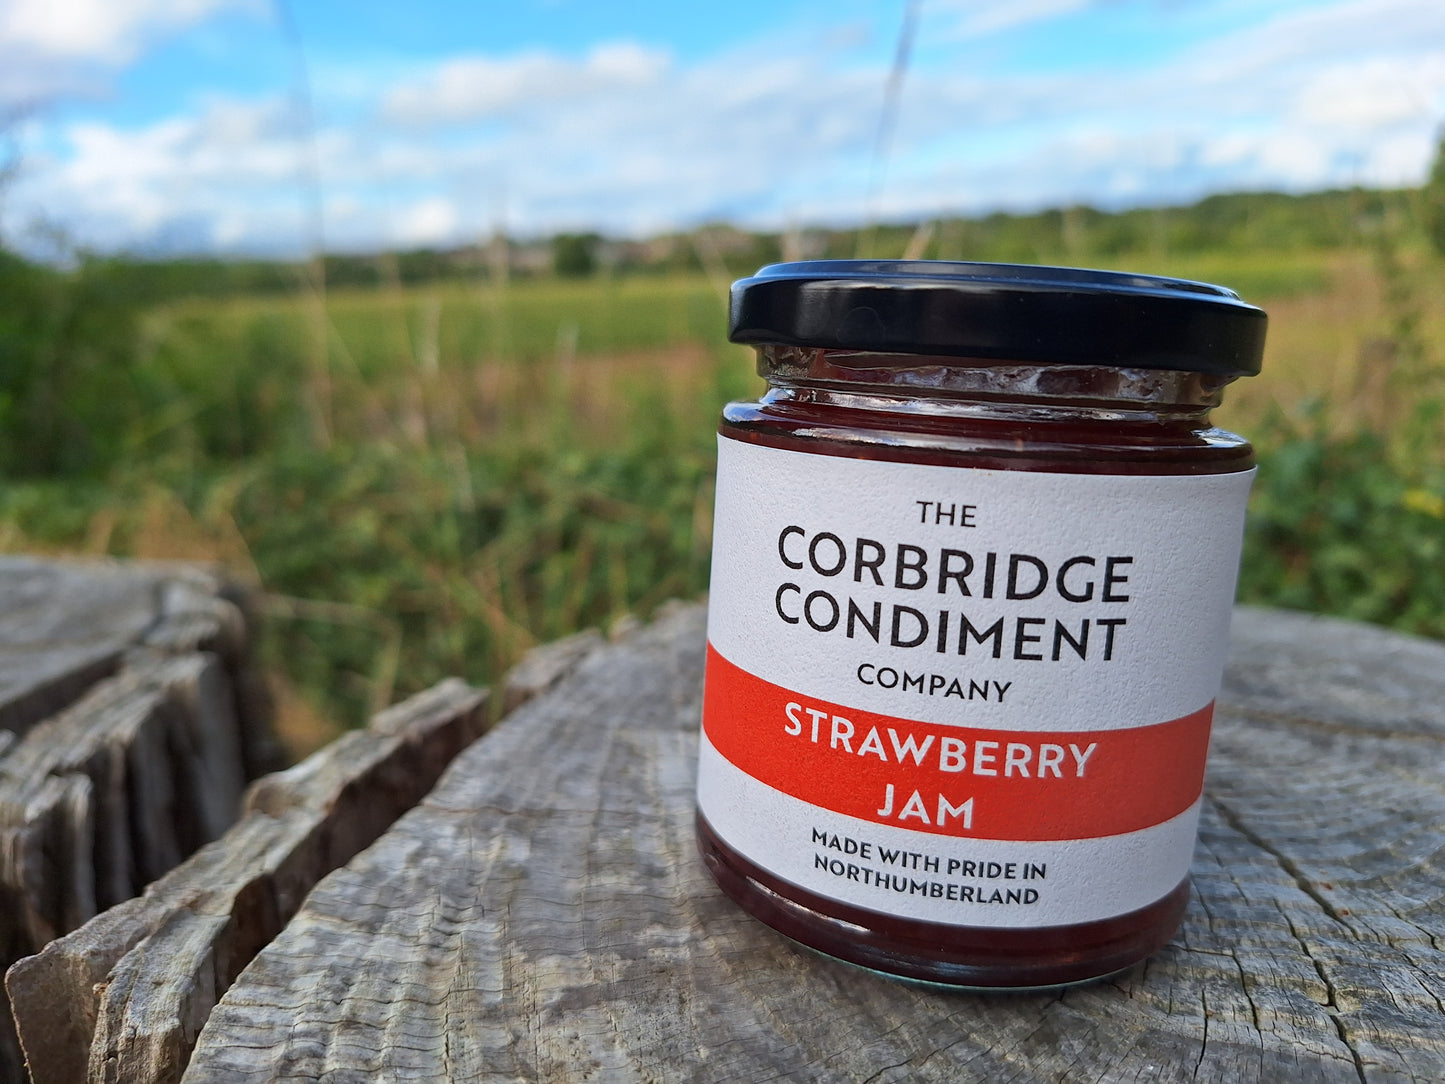 THE
CORBRIDGE
CONDIMENT
COMPANY
STRAWBERRY
JAM
MADE WITH PRIDE IN
NORTHUMBERLAND